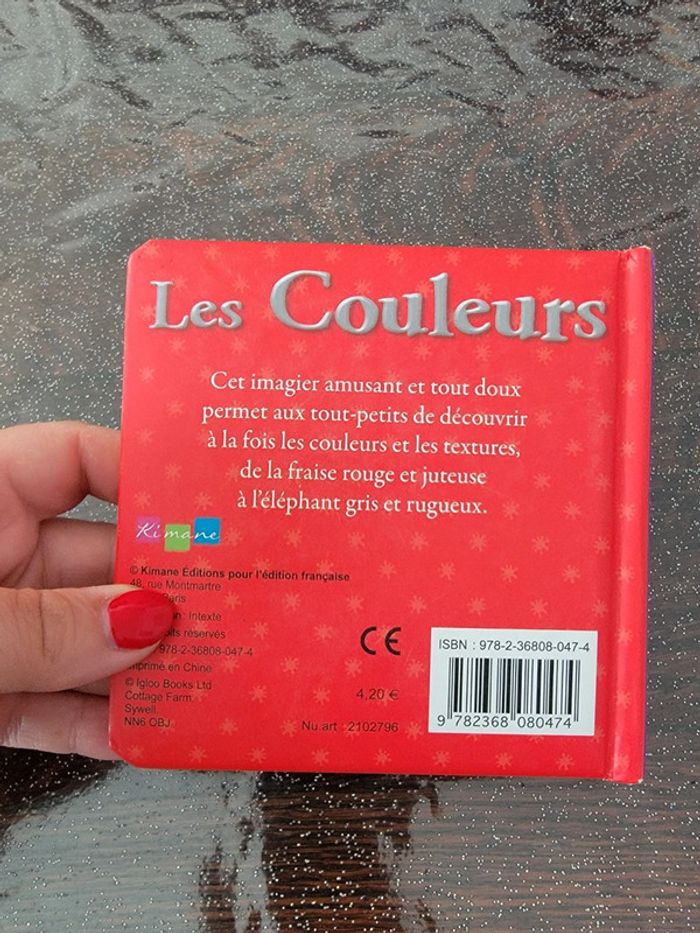 Les Couleurs
Cet imagier amusant et tout doux
permet aux tout-petits de découvrir
à la fois les couleurs et les textures,
de la fraise rouge et juteuse
à l'éléphant gris et rugueux.
Kimane
© Kimane Éditions pour l'édition française
48, rue Montmartre
Paris
: Intexte
réservés
978-2-36808-047-4
Imprimé en Chine
© Igloo Books Ltd
Cottage Farm
Sywell
NN6 OBJ
CE
4,20 €
Nu.art : 2102796
ISBN : 978-2-36808-047-4
9 782368 080474